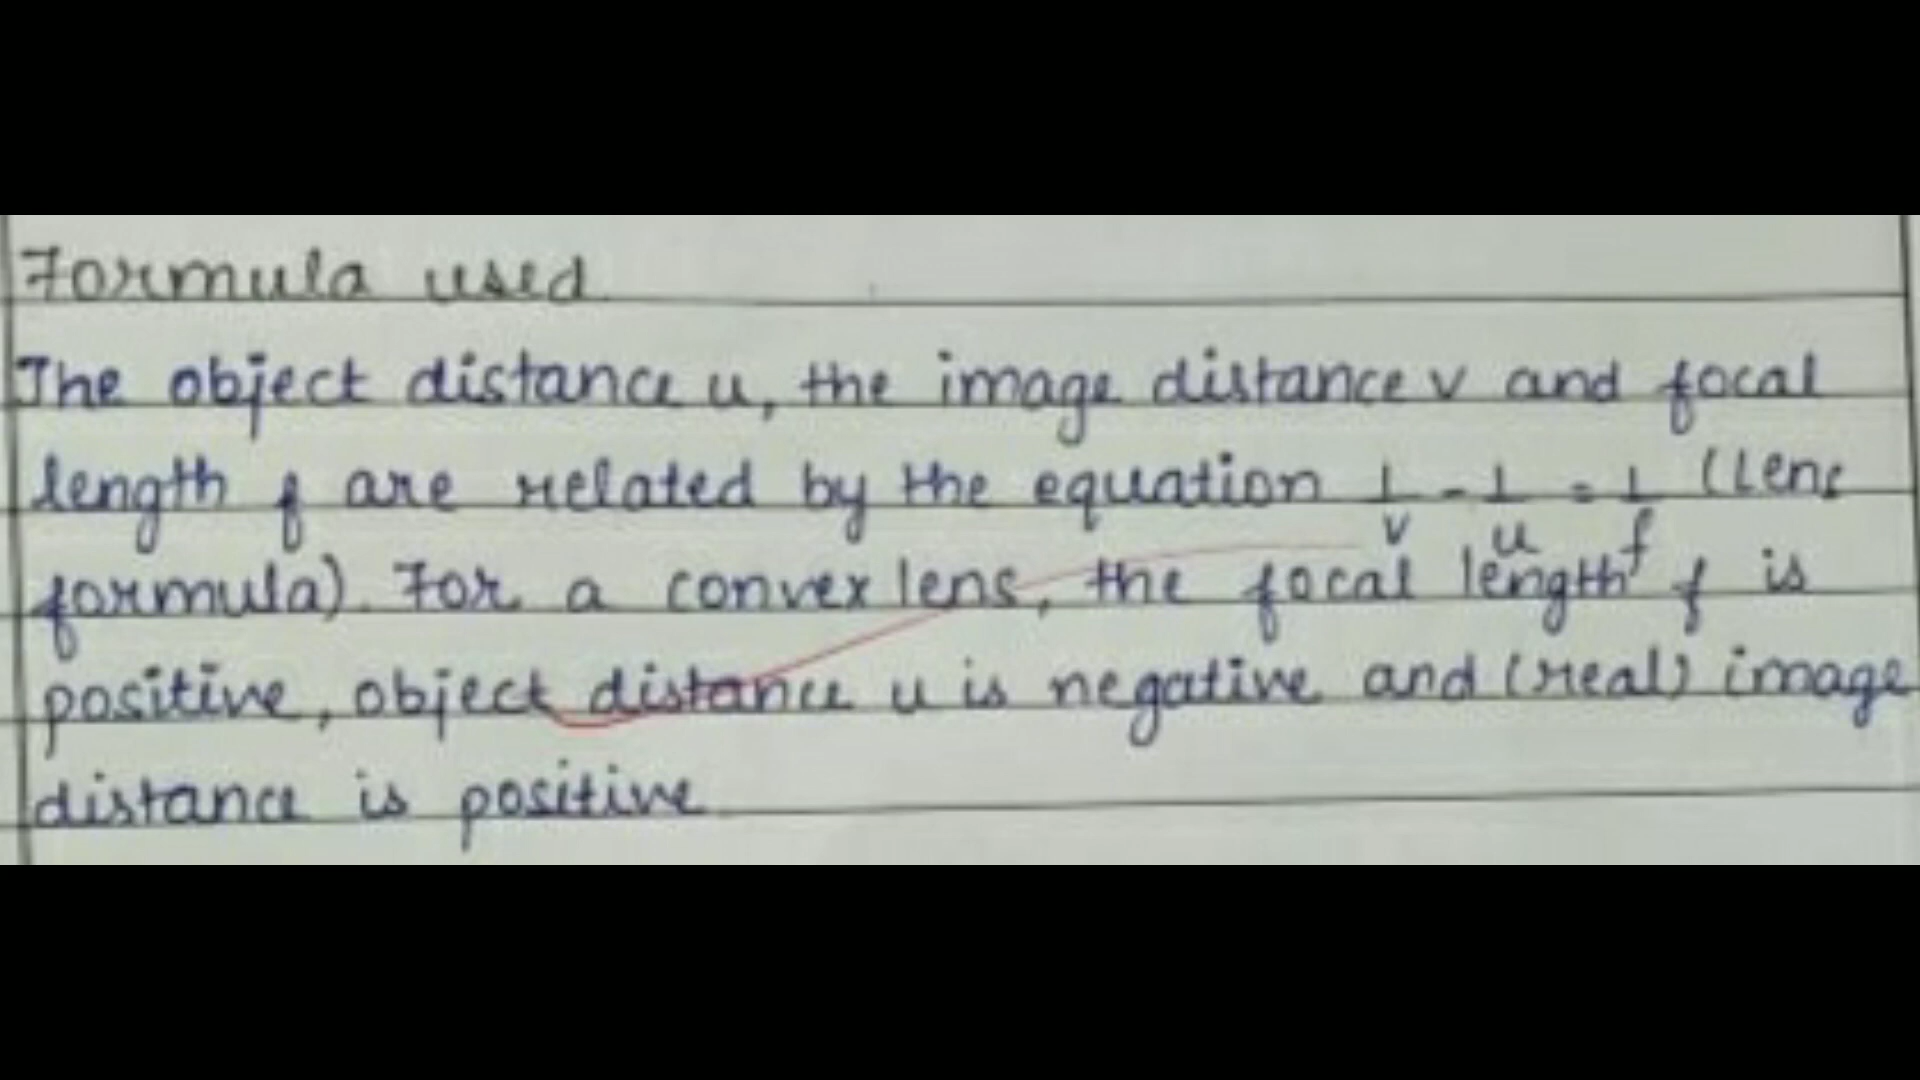 Formula used
The object distance u, the image distance v and focal
length f are related by the equation 1/v - 1/u = 1/f (Lens
formula). For a convex lens, the focal length f is
positive, object distance u is negative and (real) image
distance is positive